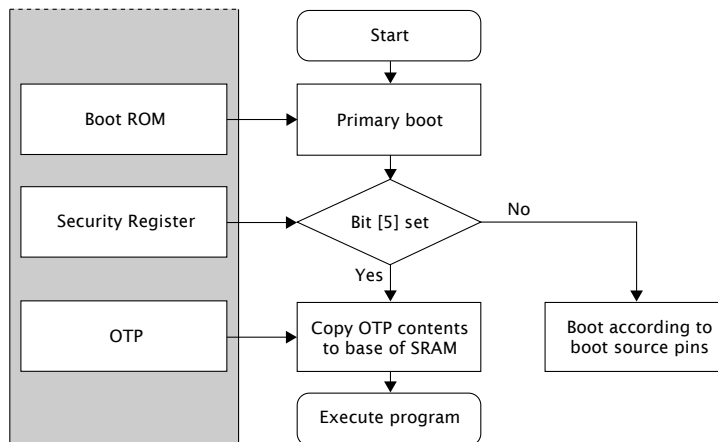 Start
Boot ROM
Primary boot
Security Register
Bit [5] set
No
Yes
OTP
Copy OTP contents
to base of SRAM
Boot according to
boot source pins
Execute program